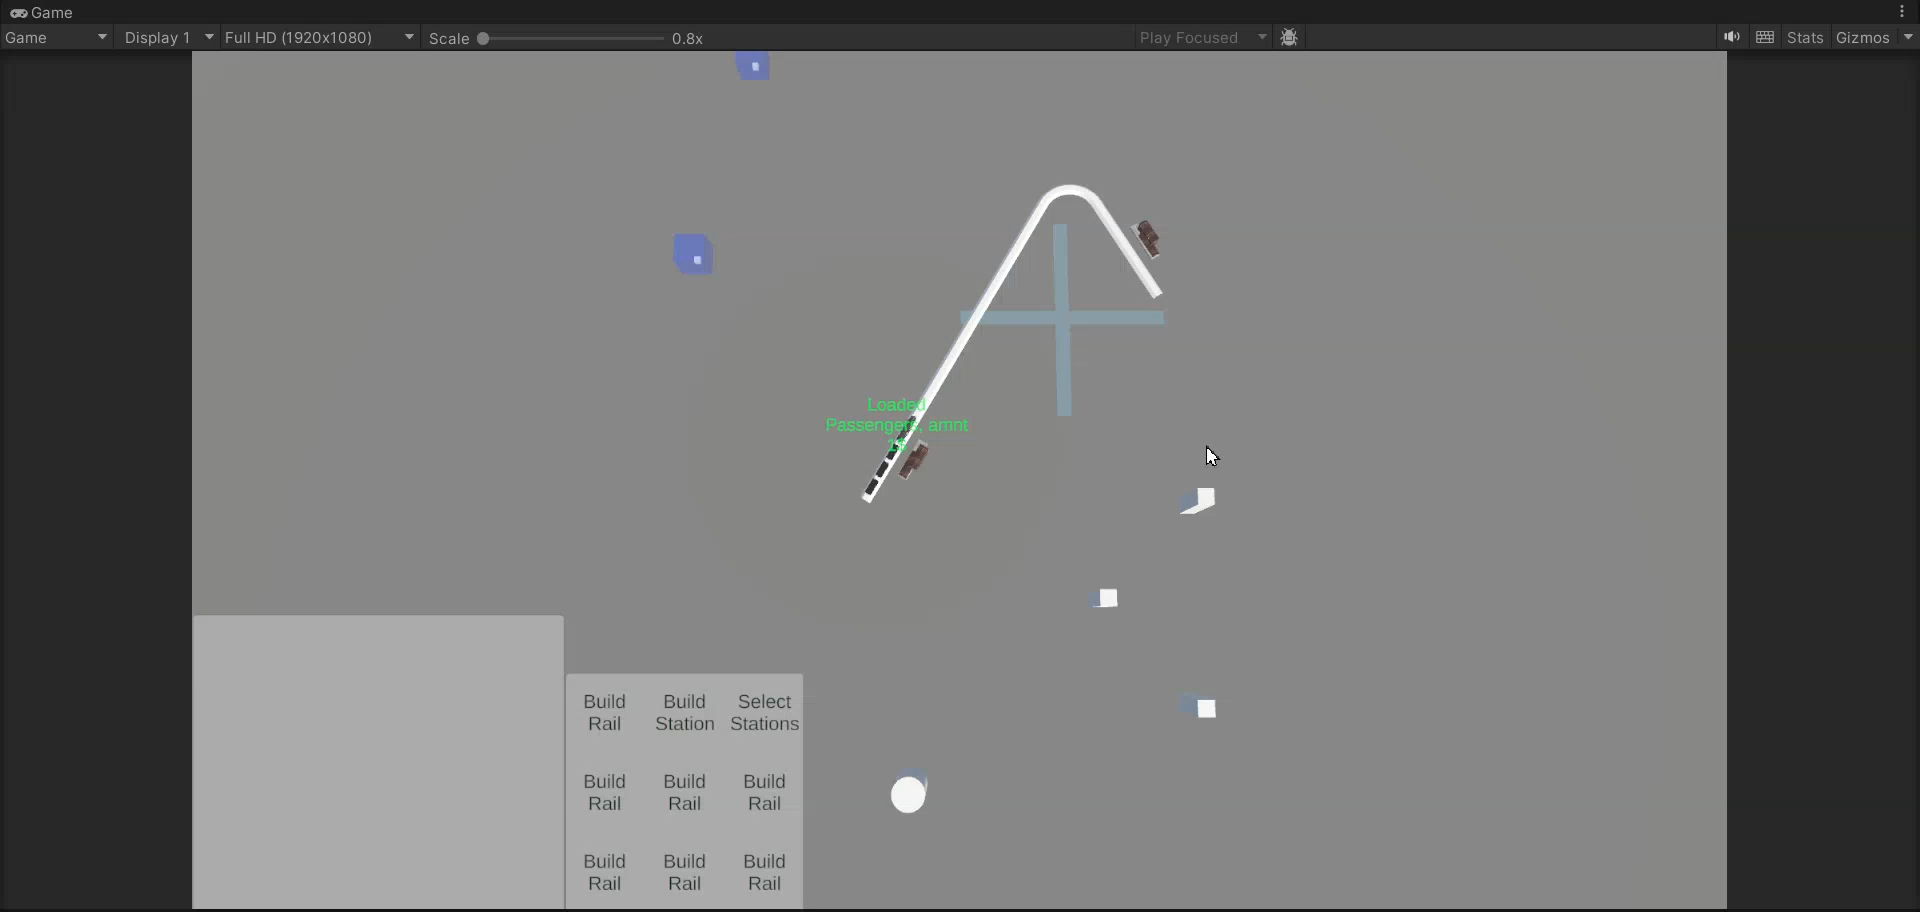 Game
Game
Display 1
Full HD (1920x1080)
Scale
0.8x
Play Focused
Stats
Gizmos
Loaded
Passengers, amnt
Build Rail
Build Station
Select Stations
Build Rail
Build Rail
Build Rail
Build Rail
Build Rail
Build Rail